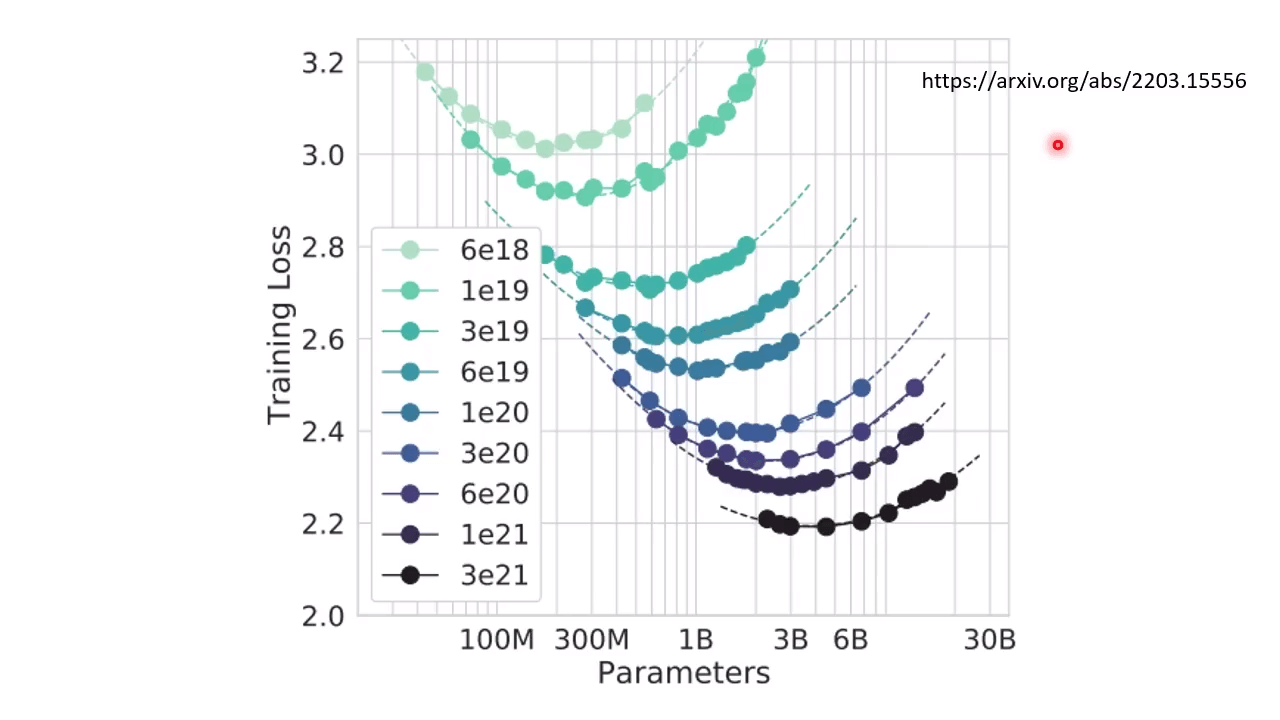 https://arxiv.org/abs/2203.15556
3.2
3.0
2.8
2.6
2.4
2.2
2.0
Training Loss
6e18
1e19
3e19
6e19
1e20
3e20
6e20
1e21
3e21
100M 300M 1B 3B 6B 30B
Parameters